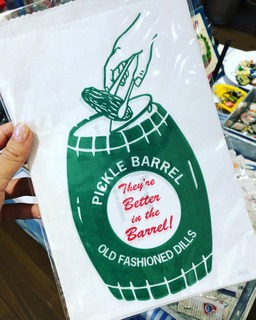 PICKLE BARREL
They're
Better
in the
Barrel!
OLD FASHIONED DILLS